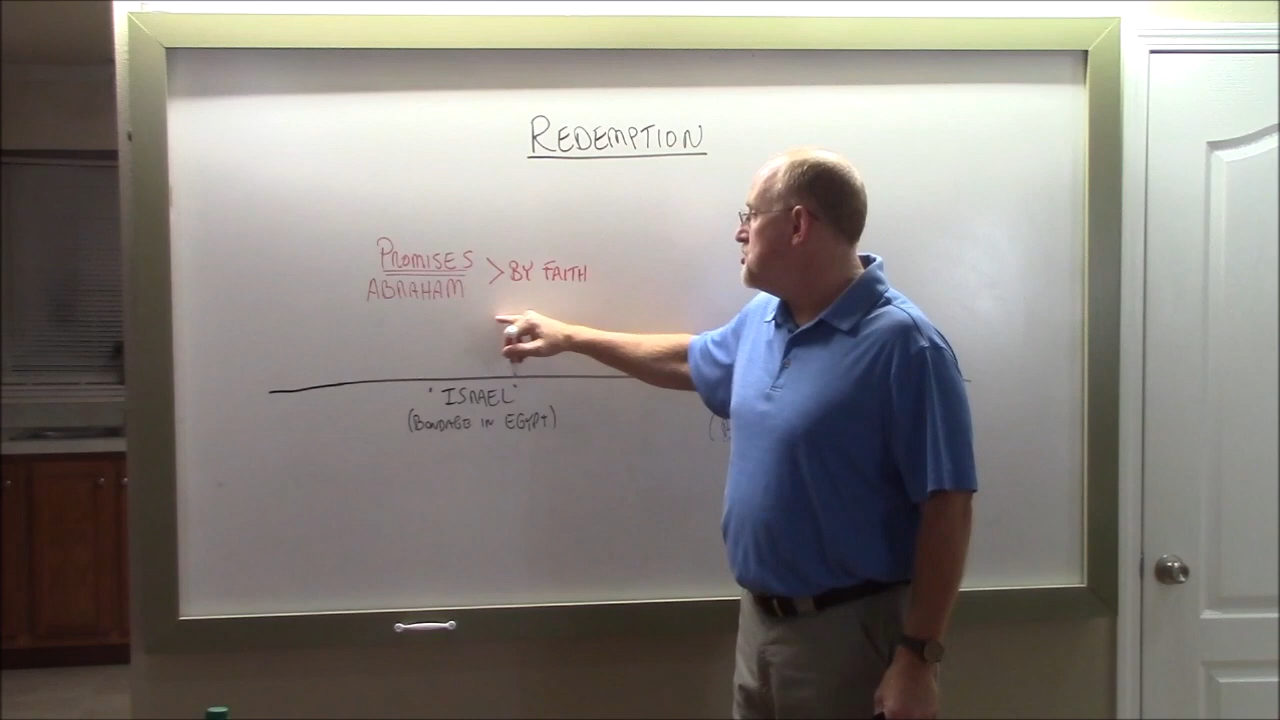 REDEMPTION
PROMISES
ABRAHAM
> BY FAITH
"ISRAEL"
(BONDAGE IN EGYPT)